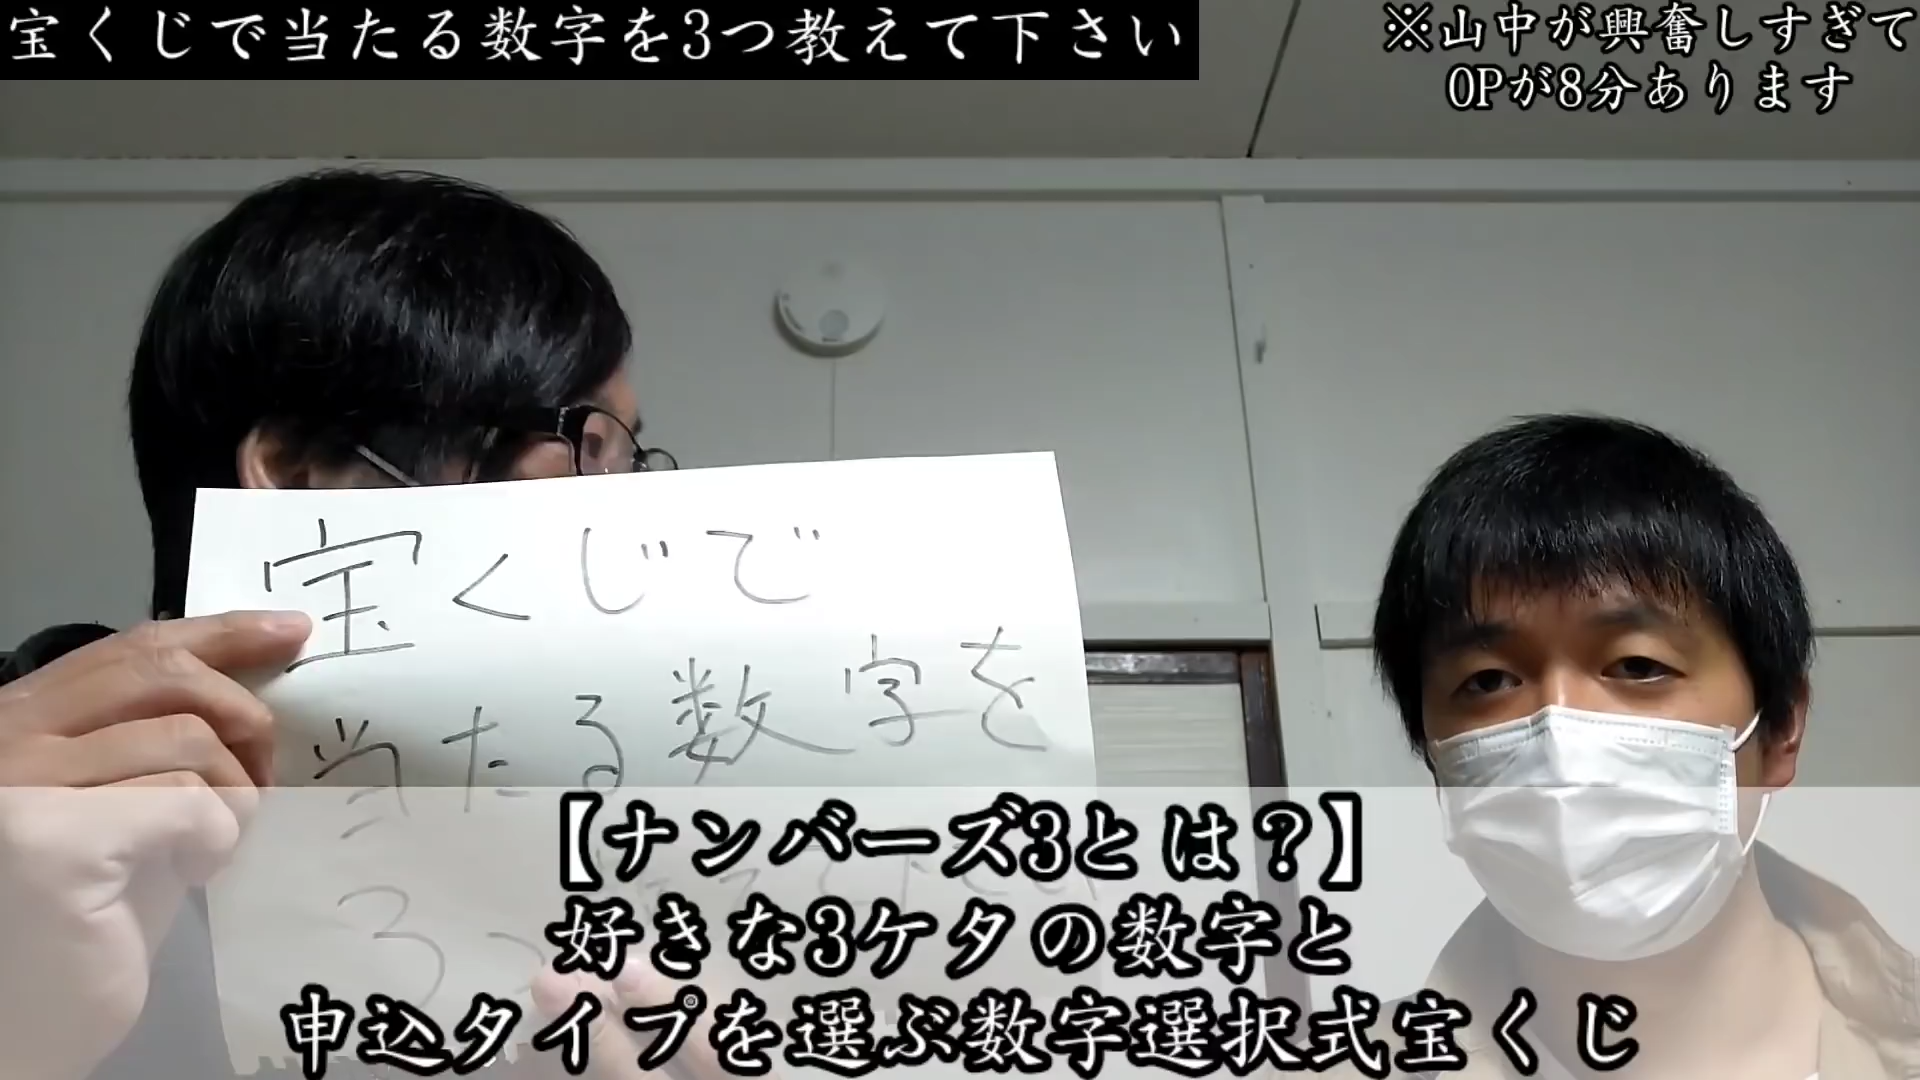 宝くじで当たる数字を3つ教えて下さい
※山中が興奮しすぎて
OPが8分あります
宝くじで
当たる数字を
3つ
【ナンバーズ3とは？】
好きな3ケタの数字と
申込タイプを選ぶ数字選択式宝くじ